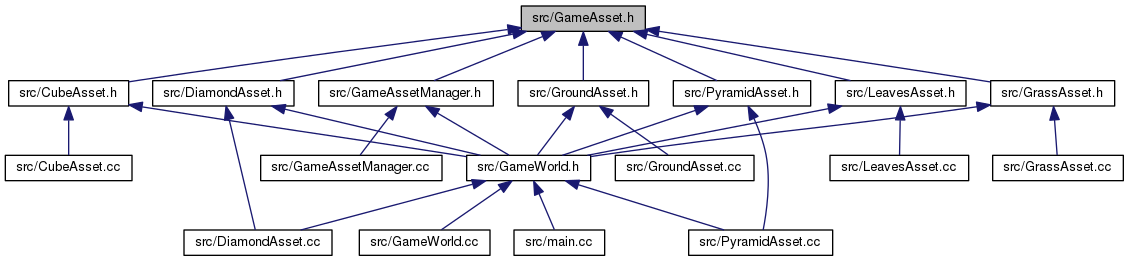 src/GameAsset.h
src/CubeAsset.h
src/DiamondAsset.h
src/GameAssetManager.h
src/GroundAsset.h
src/PyramidAsset.h
src/LeavesAsset.h
src/GrassAsset.h
src/CubeAsset.cc
src/GameAssetManager.cc
src/GameWorld.h
src/GroundAsset.cc
src/LeavesAsset.cc
src/GrassAsset.cc
src/DiamondAsset.cc
src/GameWorld.cc
src/main.cc
src/PyramidAsset.cc